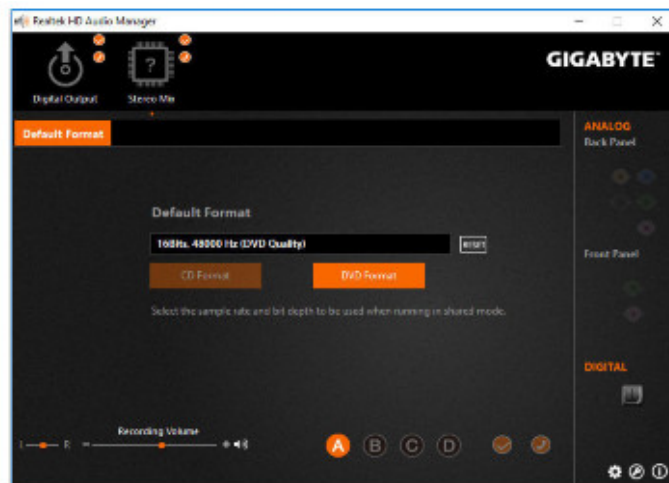 Realtek HD Audio Manager
GIGABYTE™
Digital Output
Stereo Mix
Default Format
ANALOG
Back Panel
Default Format
16Bits, 48000 Hz (DVD Quality)
RESET
CD Format
DVD Format
Front Panel
Select the sample rate and bit depth to be used when running in shared mode.
DIGITAL
Recording Volume
L
R
A
B
C
D